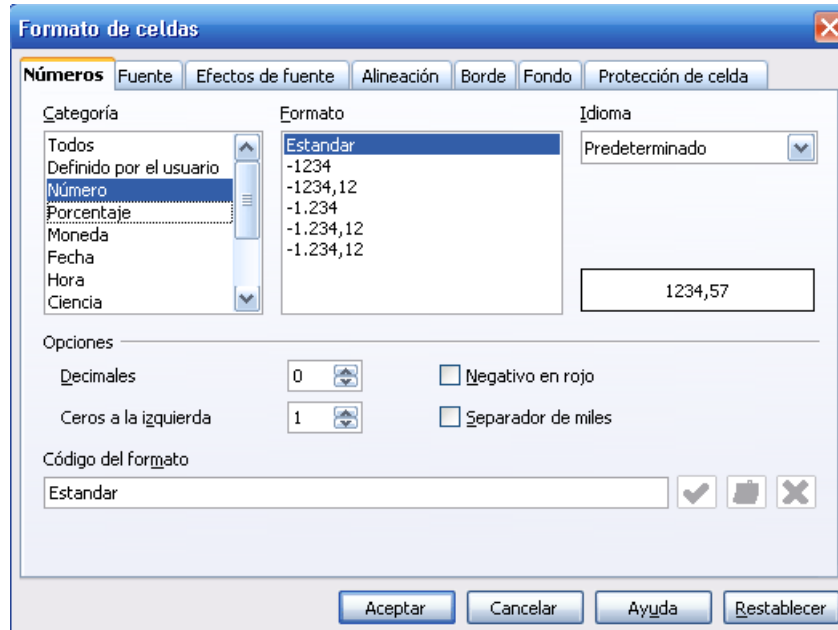 Formato de celdas
Números Fuente Efectos de fuente Alineación Borde Fondo Protección de celda
Categoría
Todos
Definido por el usuario
Número
Porcentaje
Moneda
Fecha
Hora
Ciencia
Formato
Estandar
-1234
-1234,12
-1.234
-1.234,12
-1.234,12
Idioma
Predeterminado
1234,57
Opciones
Decimales 0 Negativo en rojo
Ceros a la izquierda 1 Separador de miles
Código del formato
Estandar
Aceptar Cancelar Ayuda Restablecer